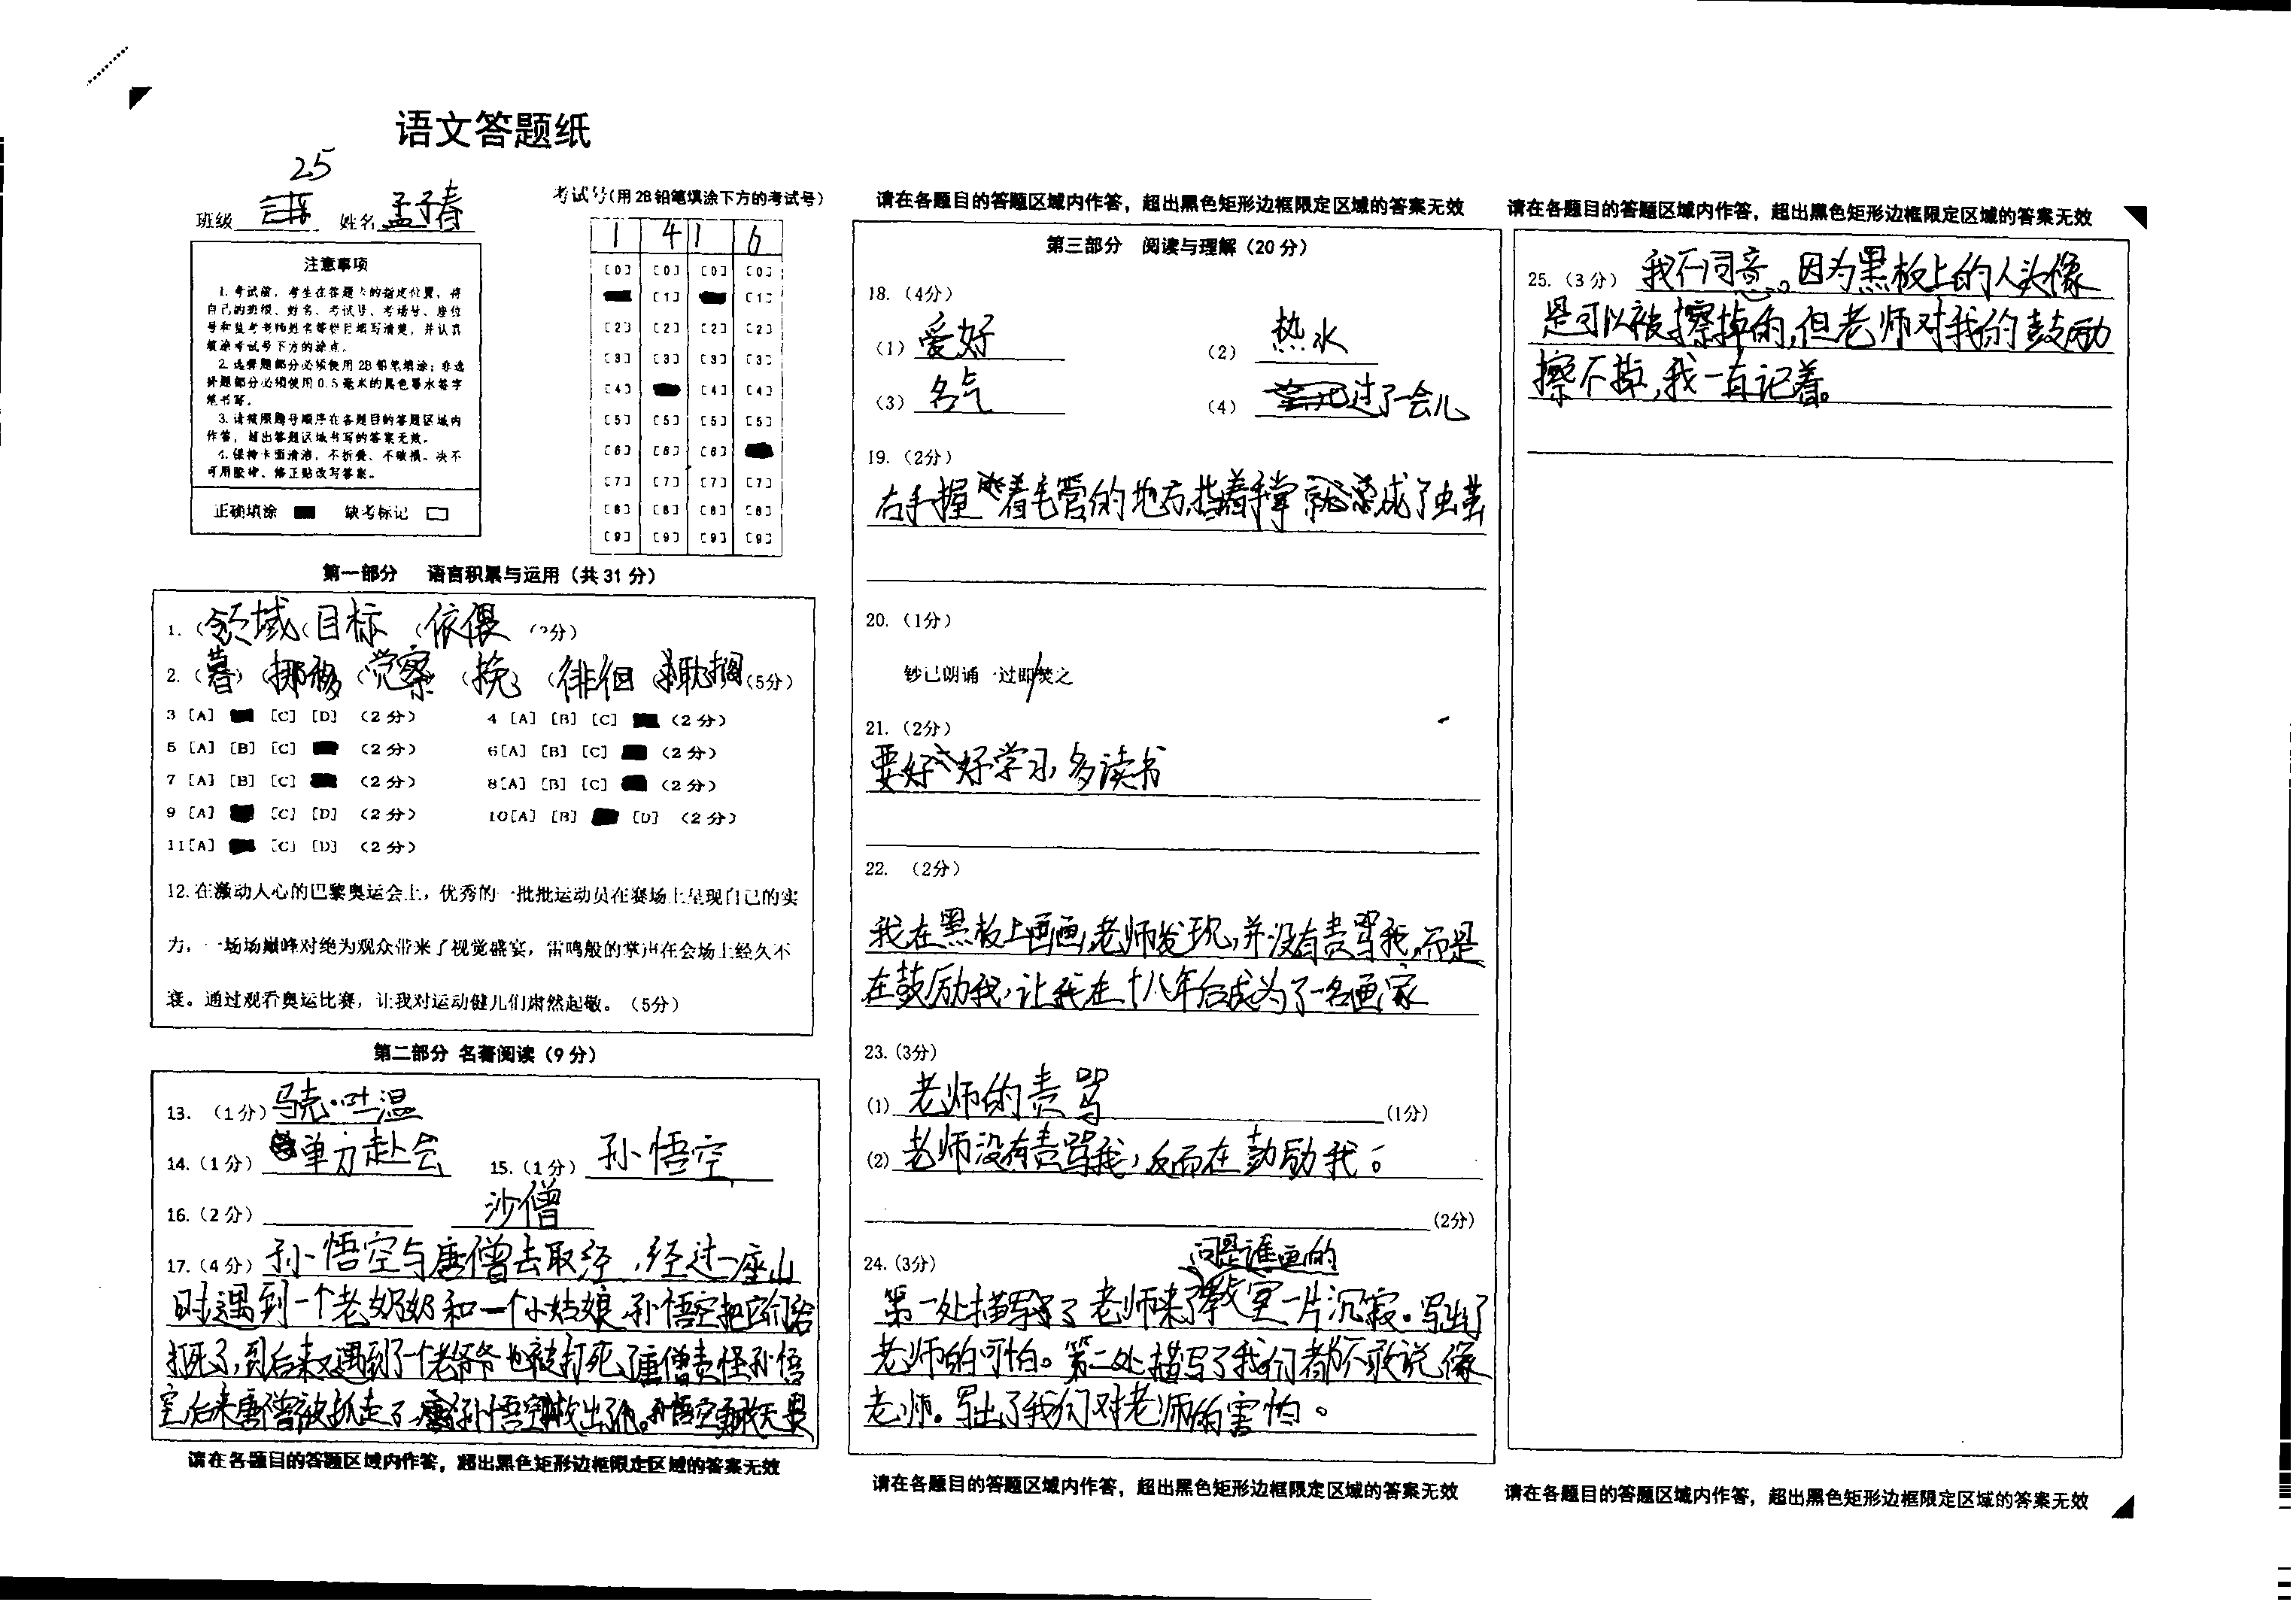 语文答题纸
25
班级 姓名 孟子春
考试号(用2B铅笔填涂下方的考试号)
1 4 1 6
[0] [0] [0] [0]
[1] [1]
[2] [2] [2] [2]
[3] [3] [3] [3]
[4] [4] [4]
[5] [5] [5] [5]
[6] [6] [6]
[7] [7] [7] [7]
[8] [8] [8] [8]
[9] [9] [9] [9]
注意事项
1. 考试前，考生在答题卡的指定位置，将
自己的班级、姓名、考试号、考场号、座位
号和监考老师姓名等栏目填写清楚，并认真
填涂考试号下方的涂点。
2. 选择题部分必须使用2B铅笔填涂；非选
择题部分必须使用0.5毫米的黑色墨水签字
笔书写。
3. 请按照题号顺序在各题目的答题区域内
作答，超出答题区域书写的答案无效。
4. 保持卡面清洁，不折叠、不破损。决不
可用胶带、修正贴改写答案。
正确填涂 缺考标记
第一部分 语言积累与运用（共31分）
1.（领域（目标（依偎（3分）
2.（暮）（挪移（觉察（挽）（徘徊 耽搁（5分）
3 [A] [C] [D] （2分） 4 [A] [B] [C] （2分）
5 [A] [B] [C] （2分） 6[A] [B] [C] （2分）
7 [A] [B] [C] （2分） 8[A] [B] [C] （2分）
9 [A] [C] [D] （2分） 10[A] [B] [D] （2分）
11[A] [C] [D] （2分）
12. 在激动人心的巴黎奥运会上，优秀的一批批运动员在赛场上呈现自己的实
力，一场场巅峰对绝为观众带来了视觉盛宴，雷鸣般的掌声在会场上经久不
衰。通过观看奥运比赛，让我对运动健儿们肃然起敬。（5分）
第二部分 名著阅读（9分）
13. （1分）马克·吐温
14.（1分）单方赴会 15.（1分）孙悟空
16.（2分） 沙僧
17.（4分）孙悟空与唐僧去取经，经过一座山
时遇到一个老奶奶和一个小姑娘，孙悟空把它们给
打死了，到后来又遇到了一个老爷爷也被打死了唐僧责怪孙悟
空后来唐僧被抓走了，孙悟空救出了他。孙悟空
请在各题目的答题区域内作答，超出黑色矩形边框限定区域的答案无效
请在各题目的答题区域内作答，超出黑色矩形边框限定区域的答案无效
第三部分 阅读与理解（20分）
18.（4分）
（1）爱好 （2）热水
（3）名气 （4）过了一会儿
19.（2分）
右手握着毛管的地方，挡着手掌就变成了虫茧
20.（1分）
钞已朗诵一过即/焚之
21.（2分）
要好好学习，多读书
22. （2分）
我在黑板上画画，老师发现，并没有责骂我，而是
在鼓励我，让我在十八年后成为了一名画家
23.（3分）
（1）老师的责骂（1分）
（2）老师没有责骂我，反而在鼓励我。
（2分）
24.（3分） 问是谁画的
第一处描写了老师来了教室一片沉寂。写出了
老师的可怕。第二处描写了我们都不敢说像
老师。写出了我们对老师的害怕。
请在各题目的答题区域内作答，超出黑色矩形边框限定区域的答案无效
请在各题目的答题区域内作答，超出黑色矩形边框限定区域的答案无效
25.（3分）我不同意。因为黑板上的人头像
是可以被擦掉的，但老师对我的鼓励
擦不掉，我一直记着。
请在各题目的答题区域内作答，超出黑色矩形边框限定区域的答案无效